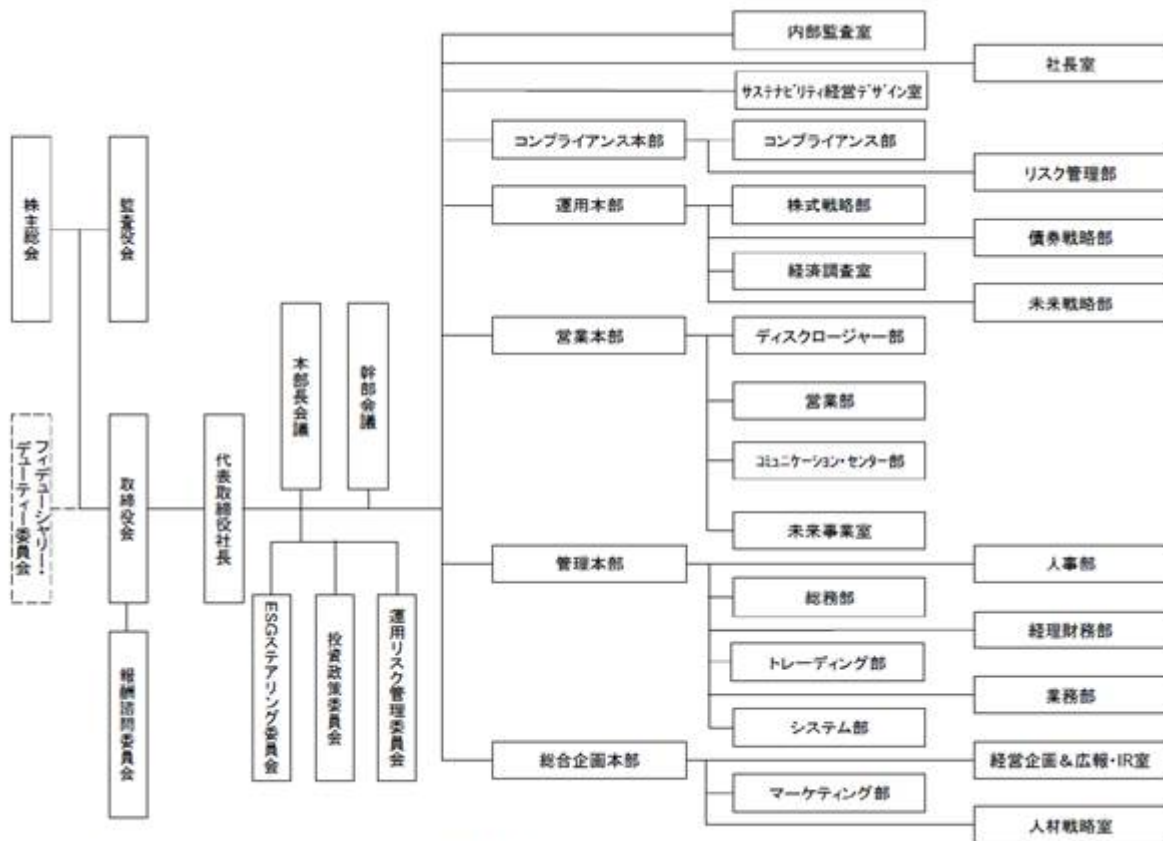 内部監査室
社長室
サステナビリティ経営デザイン室
コンプライアンス本部
コンプライアンス部
リスク管理部
運用本部
株式戦略部
債券戦略部
経済調査室
未来戦略部
営業本部
ディスクロージャー部
営業部
コミュニケーション・センター部
未来事業室
管理本部
人事部
総務部
経理財務部
トレーディング部
業務部
システム部
総合企画本部
経営企画&広報・IR室
マーケティング部
人材戦略室
株主総会
監査役会
フィデューシャリー・
デューティー委員会
取締役会
報酬諮問委員会
代表取締役社長
本部長会議
幹部会議
ESGステアリング委員会
投資政策委員会
運用リスク管理委員会